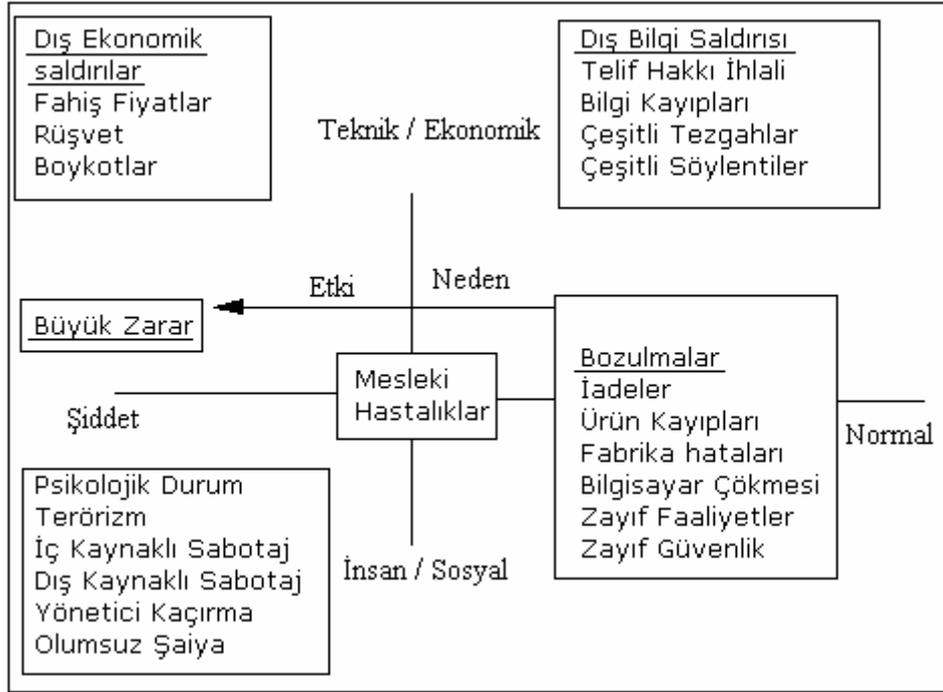 Dış Ekonomik
saldırılar
Fahiş Fiyatlar
Rüşvet
Boykotlar
Teknik / Ekonomik
Dış Bilgi Saldırısı
Telif Hakkı İhlali
Bilgi Kayıpları
Çeşitli Tezgahlar
Çeşitli Söylentiler
Etki
Neden
Büyük Zarar
Mesleki
Hastalıklar
Bozulmalar
İadeler
Ürün Kayıpları
Fabrika hataları
Bilgisayar Çökmesi
Zayıf Faaliyetler
Zayıf Güvenlik
Şiddet
Normal
Psikolojik Durum
Terörizm
İç Kaynaklı Sabotaj
Dış Kaynaklı Sabotaj
Yönetici Kaçırma
Olumsuz Şaiya
İnsan / Sosyal